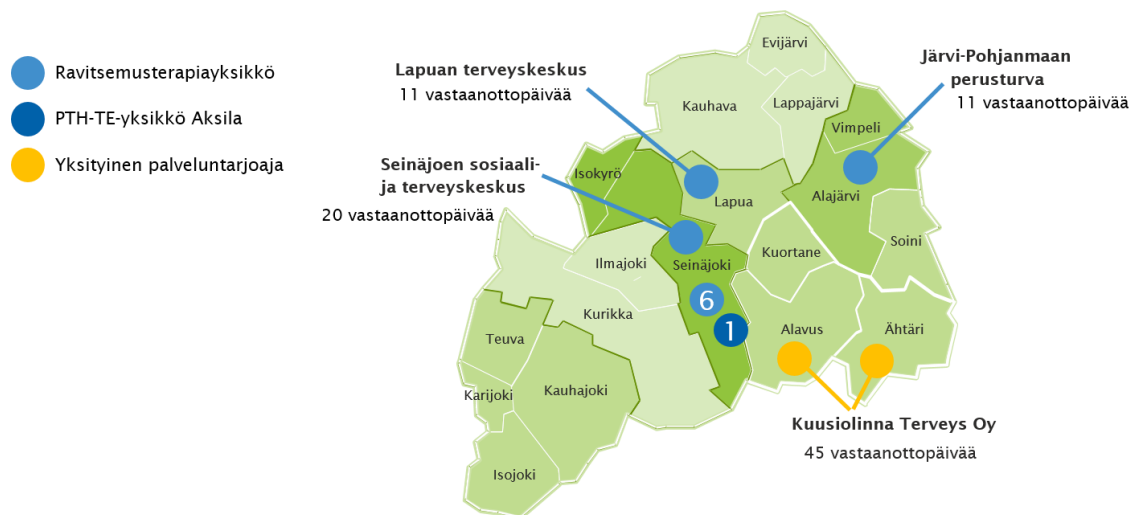 Ravitsemusterapiayksikkö
PTH-TE-yksikkö Aksila
Yksityinen palveluntarjoaja
Lapuan terveyskeskus
11 vastaanottopäivää
Seinäjoen sosiaali-
ja terveyskeskus
20 vastaanottopäivää
Järvi-Pohjanmaan
perusturva
11 vastaanottopäivää
Evijärvi
Kauhava
Lappajärvi
Vimpeli
Isokyrö
Lapua
Alajärvi
Soini
Kuortane
Ilmajoki
Seinäjoki
6
1
Kurikka
Alavus
Ähtäri
Teuva
Karijoki
Kauhajoki
Isojoki
Kuusiolinna Terveys Oy
45 vastaanottopäivää